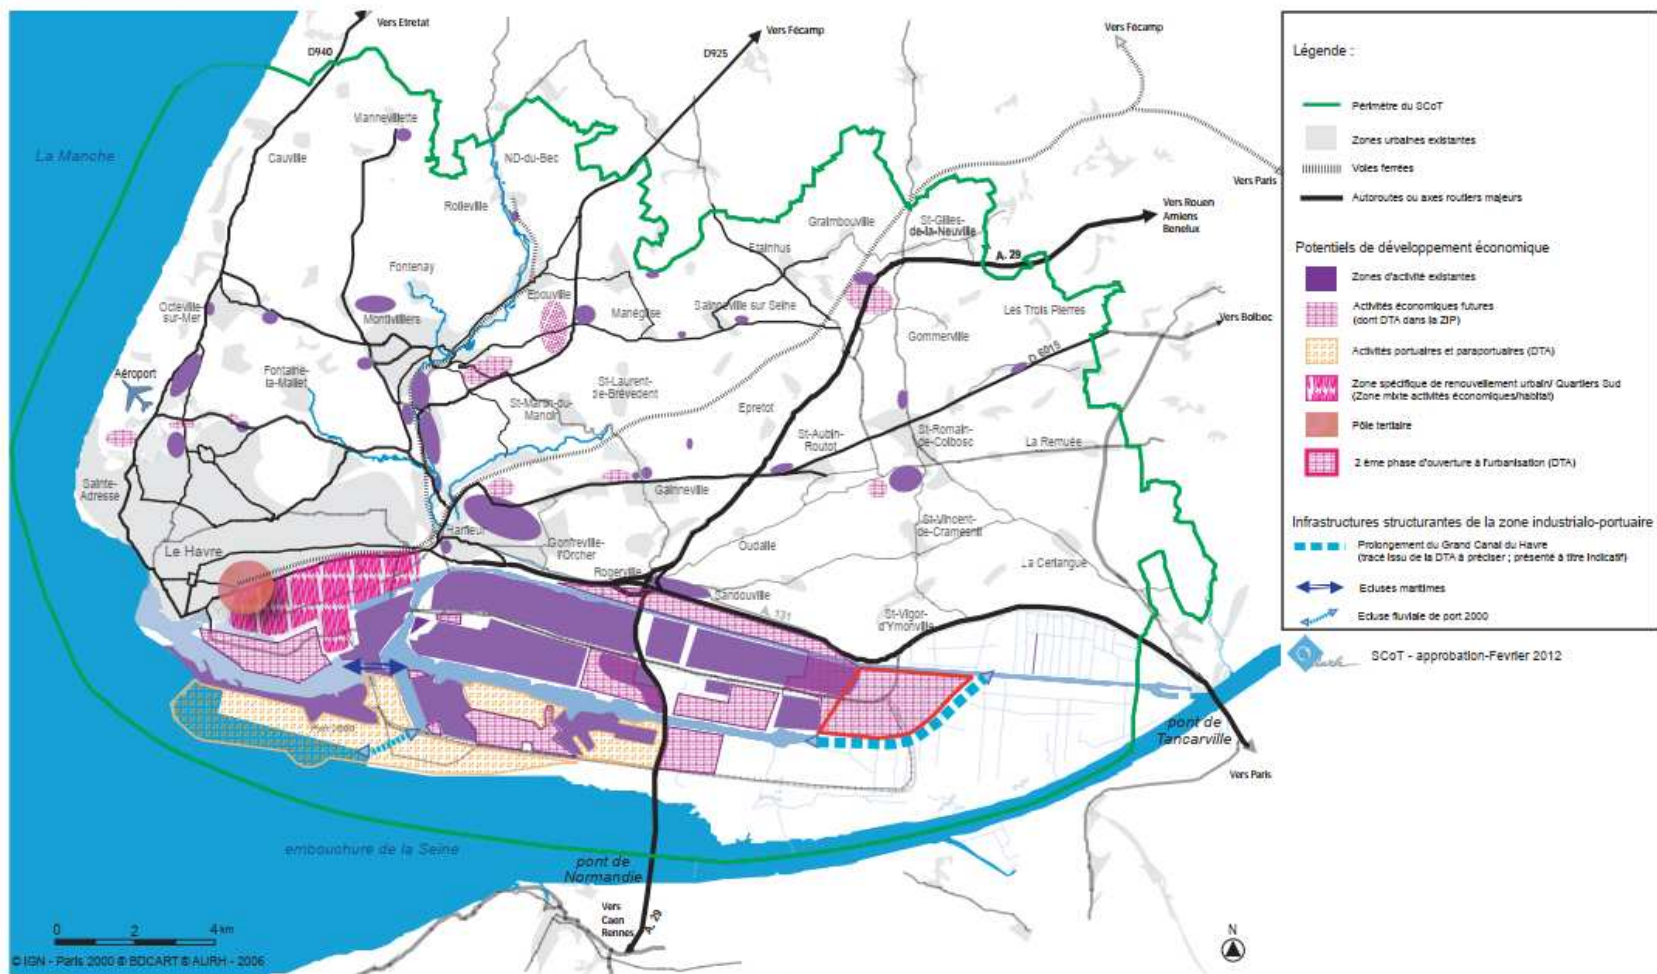 Vers Etretat
D940
Vers Fécamp
D925
Vers Fécamp
La Manche
Mannevillette
Cauville
ND-du-Bec
Rolleville
Vers Paris
Vers Rouen
Amiens
Benelux
Graimbouville
St-Gilles-
de-la-Neuville
Etainhus
A. 29
Fontenay
Octeville
sur-Mer
Montivilliers
Epouville
Manéglise
Sainneville sur Seine
Les Trois Pierres
Gommerville
Vers Bolbec
D 6015
Aéroport
Fontaine-
la-Mallet
St-Laurent-
de-Brèvedent
St-Martin-du-
Manoir
Epretot
St-Aubin-
Routot
St-Romain-
de-Colbosc
La Remuée
Sainte-
Adresse
Gainneville
Harfleur
Gonfreville-
l'Orcher
Oudalle
St-Vincent-
de-Cramesnil
Le Havre
Rogerville
La Cerlangue
Sandouville
A 131
St-Vigor-
d'Ymonville
pont de
Tancarville
Vers Paris
embouchure de la Seine
pont de
Normandie
Vers
Caen
Rennes
A. 29
0 2 4 km
© IGN - Paris 2000 © BDCART © AURH - 2006
N
Légende :
Périmètre du SCoT
Zones urbaines existantes
Voies ferrées
Autoroutes ou axes routiers majeurs
Potentiels de développement économique
Zones d'activité existantes
Activités économiques futures
(dont DTA dans la ZIP)
Activités portuaires et paraportuaires (DTA)
Zone spécifique de renouvellement urbain/ Quartiers Sud
(Zone mixte activités économiques/habitat)
Pôle tertiaire
2 ème phase d'ouverture à l'urbanisation (DTA)
Infrastructures structurantes de la zone industrialo-portuaire
Prolongement du Grand Canal du Havre
(tracé issu de la DTA à préciser ; présenté à titre indicatif)
Ecluses maritimes
Ecluse fluviale de port 2000
SCoT - approbation-Fevrier 2012